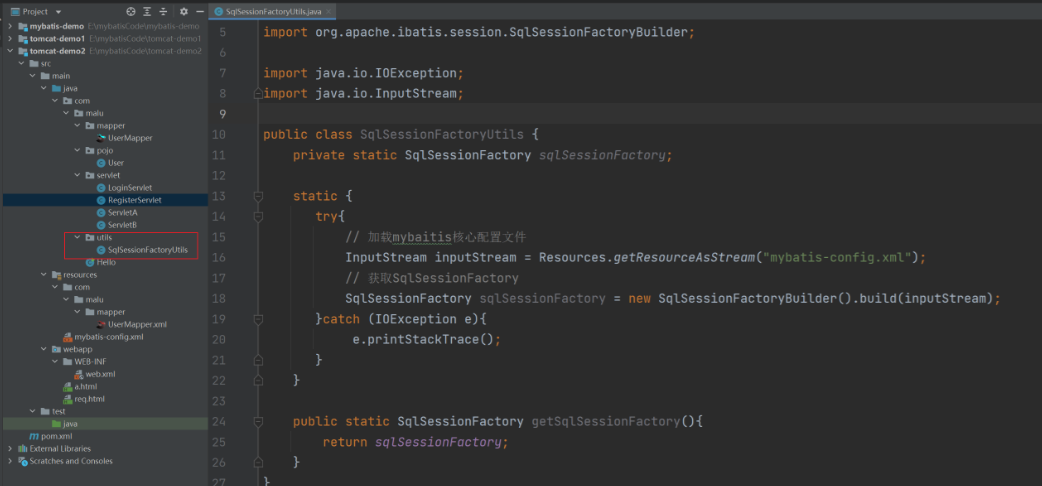 Project
mybatis-demo E:\mybatisCode\mybatis-demo
tomcat-demo1 E:\mybatisCode\tomcat-demo1
tomcat-demo2 E:\mybatisCode\tomcat-demo2
src
main
java
com
malu
mapper
UserMapper
pojo
User
servlet
LoginServlet
RegisterServlet
ServletA
ServletB
utils
SqlSessionFactoryUtils
Hello
resources
com
malu
mapper
UserMapper.xml
mybatis-config.xml
webapp
WEB-INF
web.xml
a.html
req.html
test
java
pom.xml
External Libraries
Scratches and Consoles
SqlSessionFactoryUtils.java
5 import org.apache.ibatis.session.SqlSessionFactoryBuilder;
6
7 import java.io.IOException;
8 import java.io.InputStream;
9
10 public class SqlSessionFactoryUtils {
11 private static SqlSessionFactory sqlSessionFactory;
12
13 static {
14 try{
15 // 加载mybaitis核心配置文件
16 InputStream inputStream = Resources.getResourceAsStream("mybatis-config.xml");
17 // 获取SqlSessionFactory
18 SqlSessionFactory sqlSessionFactory = new SqlSessionFactoryBuilder().build(inputStream);
19 }catch (IOException e){
20 e.printStackTrace();
21 }
22 }
23
24 public static SqlSessionFactory getSqlSessionFactory(){
25 return sqlSessionFactory;
26 }
27 }